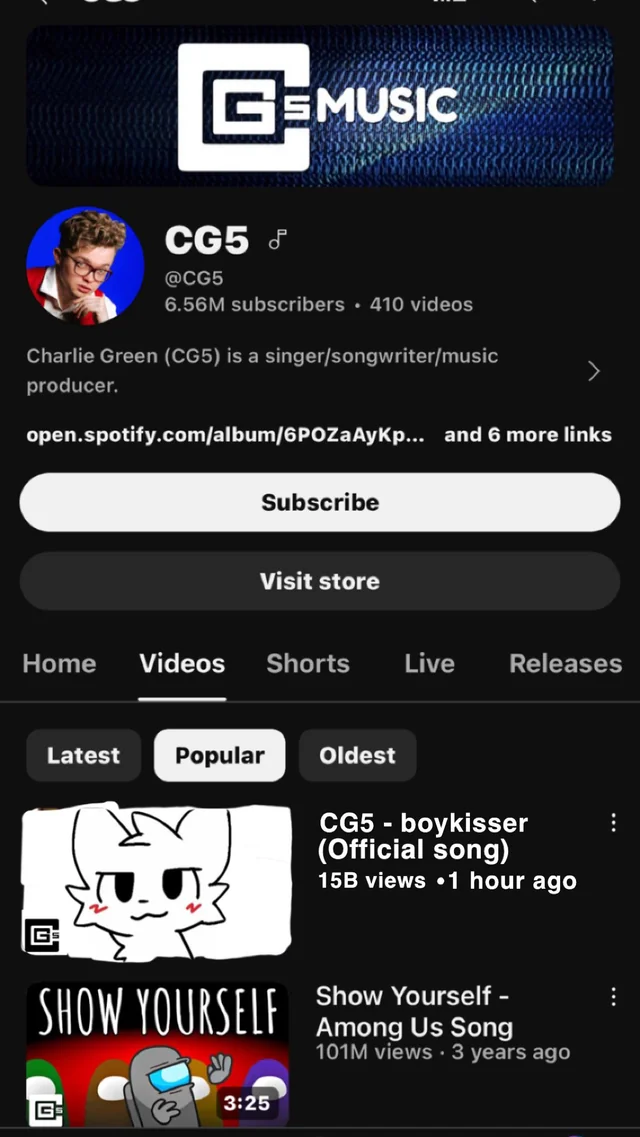 CG5 MUSIC
CG5
@CG5
6.56M subscribers • 410 videos
Charlie Green (CG5) is a singer/songwriter/music
producer.
open.spotify.com/album/6POZaAyKp... and 6 more links
Subscribe
Visit store
Home Videos Shorts Live Releases
Latest Popular Oldest
CG5 - boykisser
(Official song)
15B views •1 hour ago
CG5
SHOW YOURSELF
Show Yourself -
Among Us Song
101M views · 3 years ago
CG5
3:25